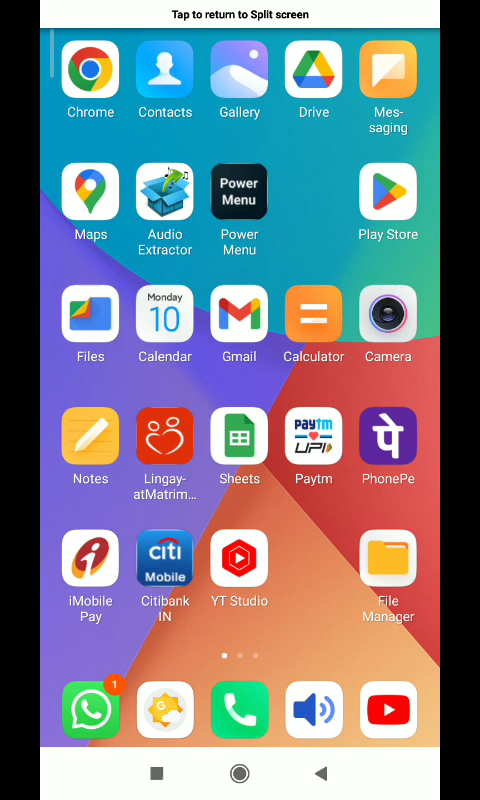 Tap to return to Split screen
Chrome
Contacts
Gallery
Drive
Mes-
saging
Power
Menu
Maps
Audio
Extractor
Power
Menu
Play Store
Monday
10
Files
Calendar
Gmail
Calculator
Camera
paytm
UPI
पे
Notes
Lingay-
atMatrim...
Sheets
Paytm
PhonePe
i
citi
Mobile
iMobile
Pay
Citibank
IN
YT Studio
File
Manager
1
G